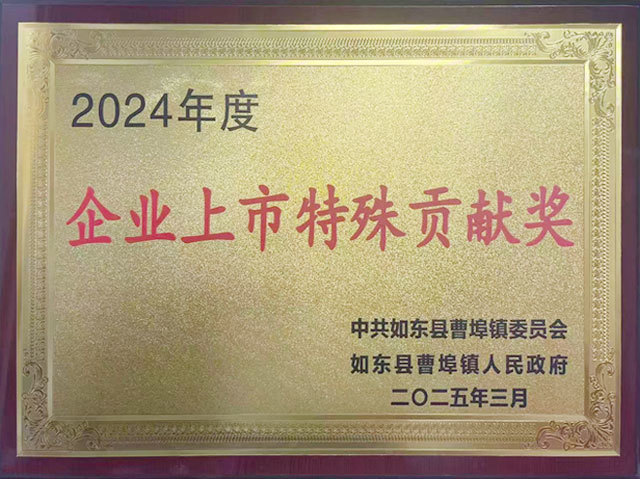 2024年度
企业上市特殊贡献奖
中共如东县曹埠镇委员会
如东县曹埠镇人民政府
二〇二五年三月